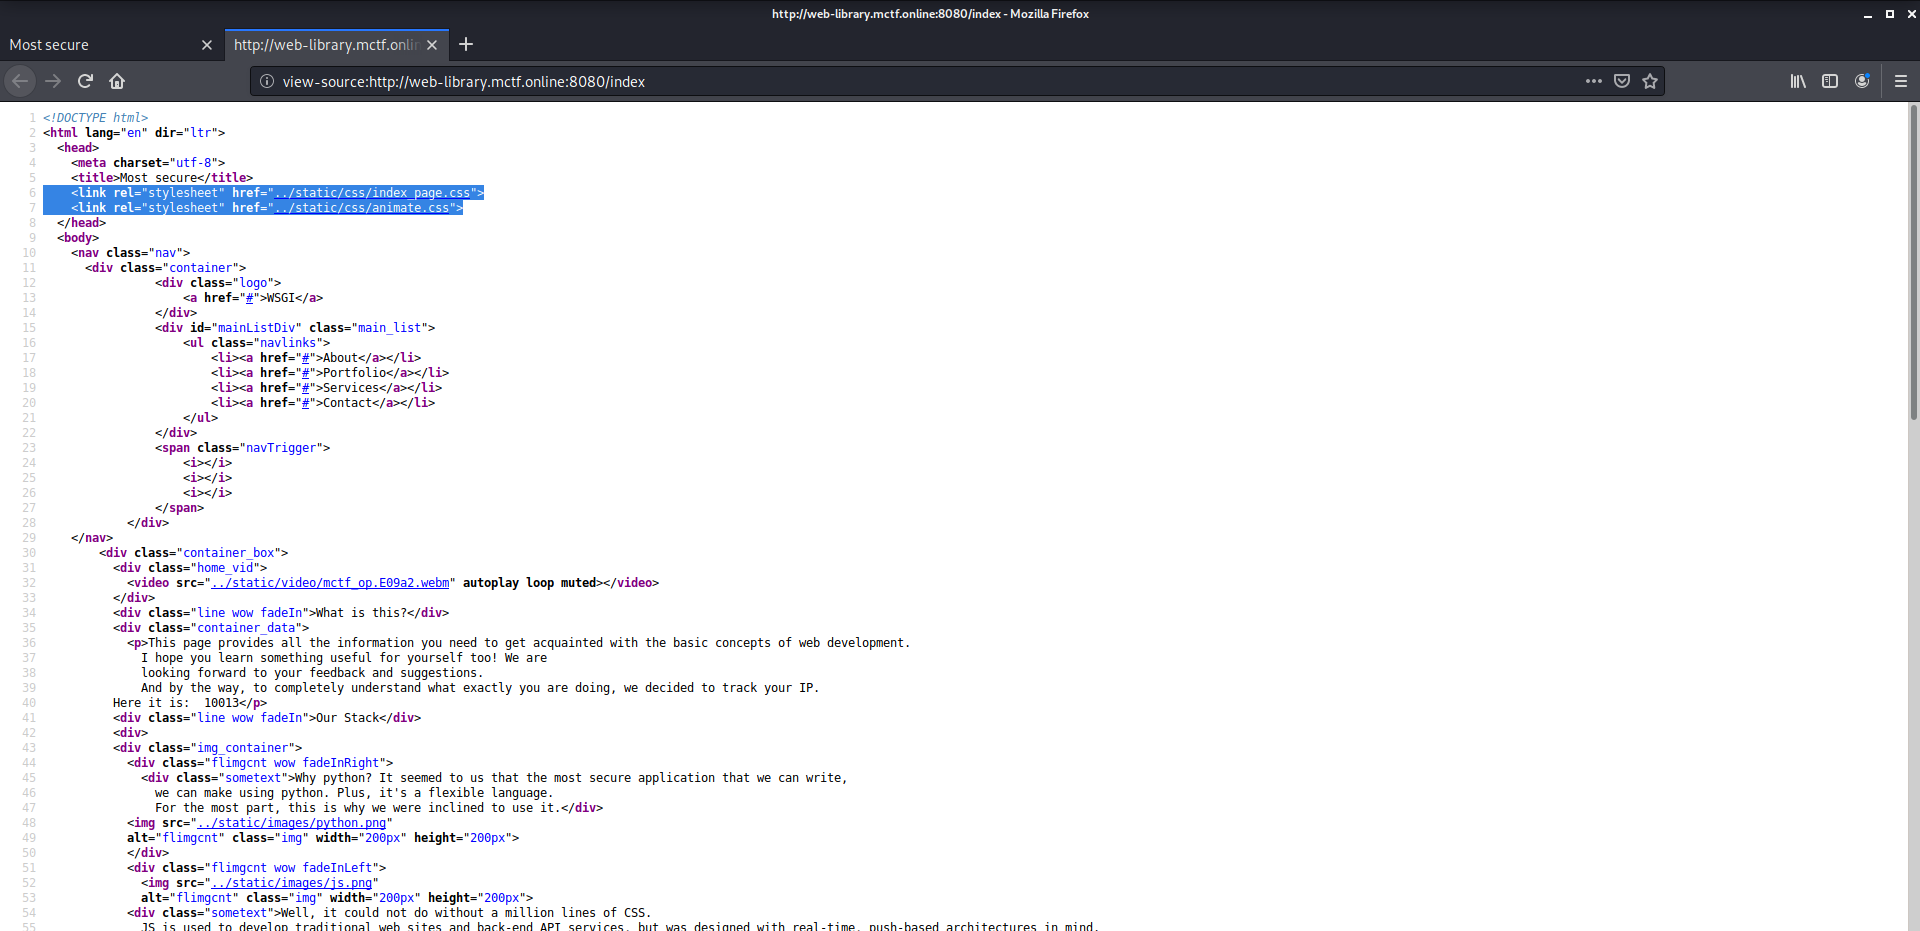 http://web-library.mctf.online:8080/index - Mozilla Firefox
Most secure
http://web-library.mctf.onlin
view-source:http://web-library.mctf.online:8080/index
1 <!DOCTYPE html>
2 <html lang="en" dir="ltr">
3 <head>
4 <meta charset="utf-8">
5 <title>Most secure</title>
6 <link rel="stylesheet" href="../static/css/index_page.css">
7 <link rel="stylesheet" href="../static/css/animate.css">
8 </head>
9 <body>
10 <nav class="nav">
11 <div class="container">
12 <div class="logo">
13 <a href="#">WSGI</a>
14 </div>
15 <div id="mainListDiv" class="main_list">
16 <ul class="navlinks">
17 <li><a href="#">About</a></li>
18 <li><a href="#">Portfolio</a></li>
19 <li><a href="#">Services</a></li>
20 <li><a href="#">Contact</a></li>
21 </ul>
22 </div>
23 <span class="navTrigger">
24 <i></i>
25 <i></i>
26 <i></i>
27 </span>
28 </div>
29 </nav>
30 <div class="container_box">
31 <div class="home_vid">
32 <video src="../static/video/mctf_op.E09a2.webm" autoplay loop muted></video>
33 </div>
34 <div class="line wow fadeIn">What is this?</div>
35 <div class="container_data">
36 <p>This page provides all the information you need to get acquainted with the basic concepts of web development.
37 I hope you learn something useful for yourself too! We are
38 looking forward to your feedback and suggestions.
39 And by the way, to completely understand what exactly you are doing, we decided to track your IP.
40 Here it is:  10013</p>
41 <div class="line wow fadeIn">Our Stack</div>
42 <div>
43 <div class="img_container">
44 <div class="flimgcnt wow fadeInRight">
45 <div class="sometext">Why python? It seemed to us that the most secure application that we can write,
46 we can make using python. Plus, it's a flexible language.
47 For the most part, this is why we were inclined to use it.</div>
48 <img src="../static/images/python.png"
49 alt="flimgcnt" class="img" width="200px" height="200px">
50 </div>
51 <div class="flimgcnt wow fadeInLeft">
52 <img src="../static/images/js.png"
53 alt="flimgcnt" class="img" width="200px" height="200px">
54 <div class="sometext">Well, it could not do without a million lines of CSS.
55 JS is used to develop traditional web sites and back-end API services, but was designed with real-time, push-based architectures in mind.